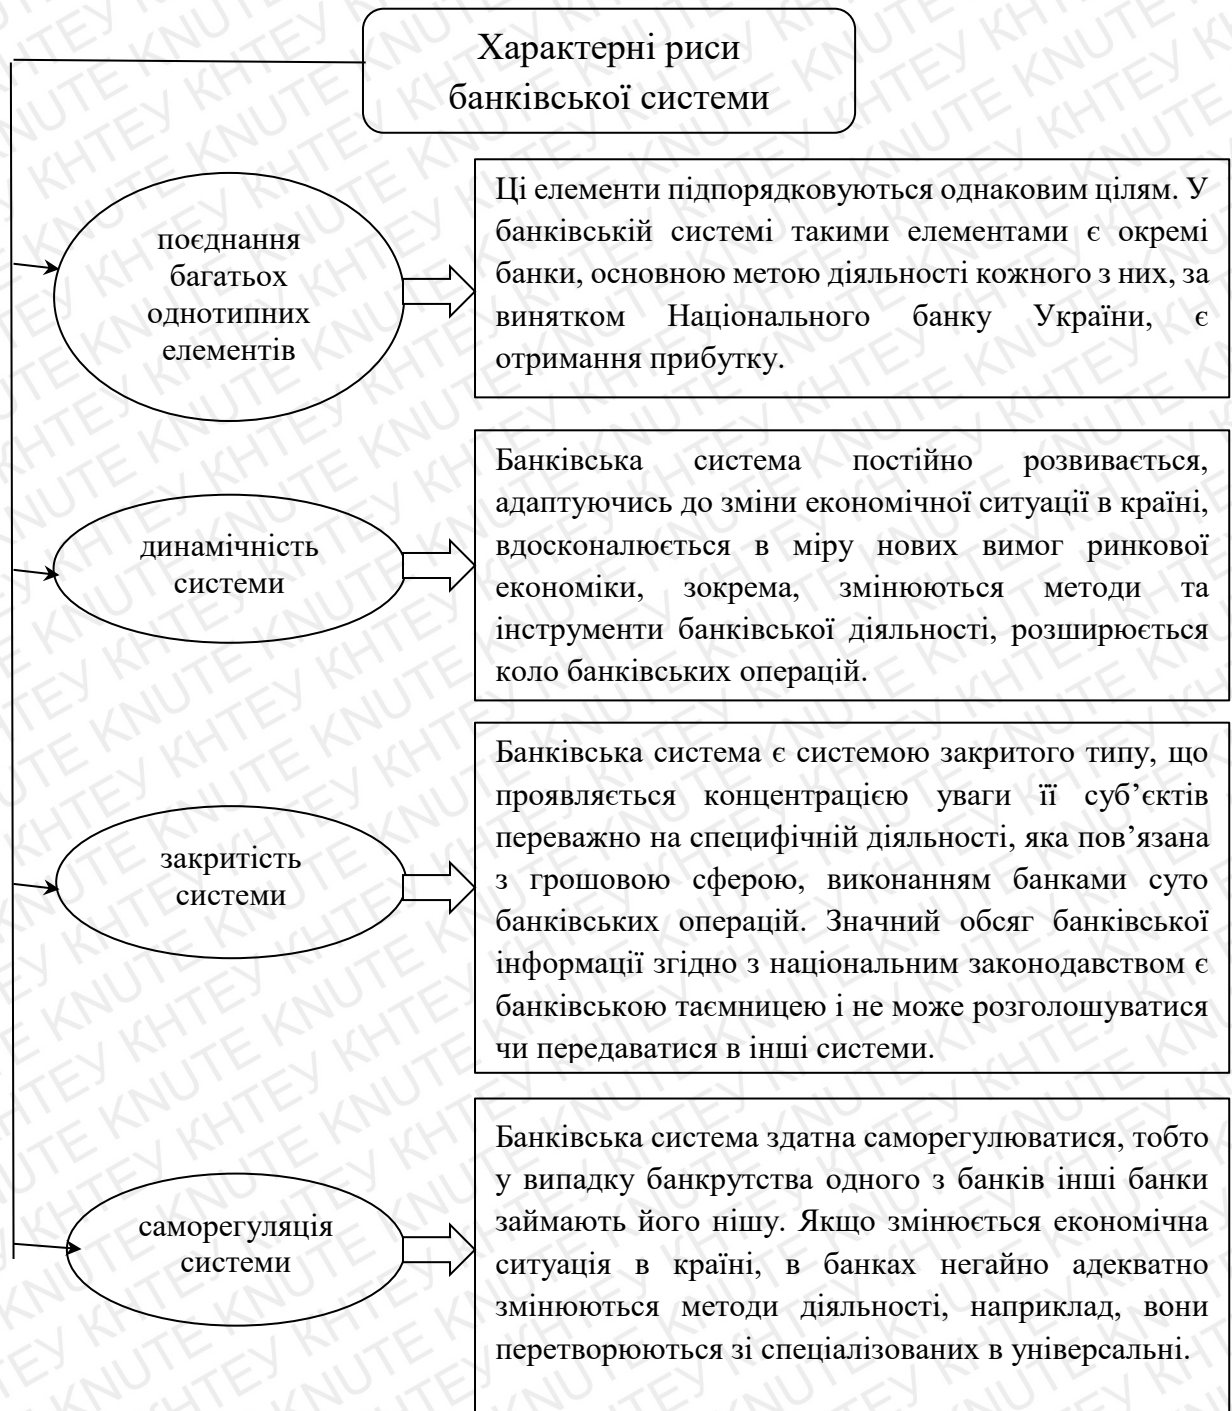 Характерні риси
банківської системи
поєднання
багатьох
однотипних
елементів
Ці елементи підпорядковуються однаковим цілям. У
банківській системі такими елементами є окремі
банки, основною метою діяльності кожного з них, за
винятком Національного банку України, є
отримання прибутку.
динамічність
системи
Банківська система постійно розвивається,
адаптуючись до зміни економічної ситуації в країні,
вдосконалюється в міру нових вимог ринкової
економіки, зокрема, змінюються методи та
інструменти банківської діяльності, розширюється
коло банківських операцій.
закритість
системи
Банківська система є системою закритого типу, що
проявляється концентрацією уваги її суб’єктів
переважно на специфічній діяльності, яка пов’язана
з грошовою сферою, виконанням банками суто
банківських операцій. Значний обсяг банківської
інформації згідно з національним законодавством є
банківською таємницею і не може розголошуватися
чи передаватися в інші системи.
саморегуляція
системи
Банківська система здатна саморегулюватися, тобто
у випадку банкрутства одного з банків інші банки
займають його нішу. Якщо змінюється економічна
ситуація в країні, в банках негайно адекватно
змінюються методи діяльності, наприклад, вони
перетворюються зі спеціалізованих в універсальні.